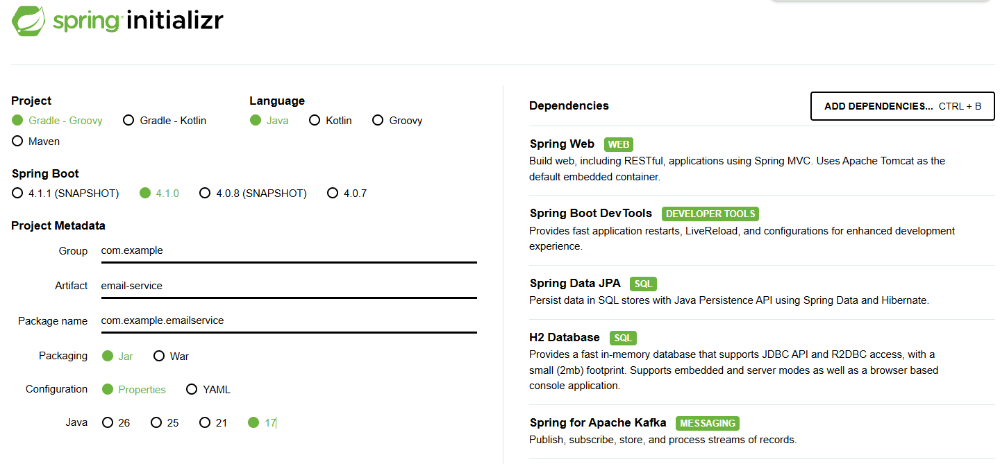 spring initializr
Project
Gradle - Groovy Gradle - Kotlin
Maven
Language
Java Kotlin Groovy
Spring Boot
4.1.1 (SNAPSHOT) 4.1.0 4.0.8 (SNAPSHOT) 4.0.7
Project Metadata
Group com.example
Artifact email-service
Package name com.example.emailservice
Packaging Jar War
Configuration Properties YAML
Java 26 25 21 17
Dependencies
ADD DEPENDENCIES... CTRL + B
Spring Web WEB
Build web, including RESTful, applications using Spring MVC. Uses Apache Tomcat as the
default embedded container.
Spring Boot DevTools DEVELOPER TOOLS
Provides fast application restarts, LiveReload, and configurations for enhanced development
experience.
Spring Data JPA SQL
Persist data in SQL stores with Java Persistence API using Spring Data and Hibernate.
H2 Database SQL
Provides a fast in-memory database that supports JDBC API and R2DBC access, with a
small (2mb) footprint. Supports embedded and server modes as well as a browser based
console application.
Spring for Apache Kafka MESSAGING
Publish, subscribe, store, and process streams of records.